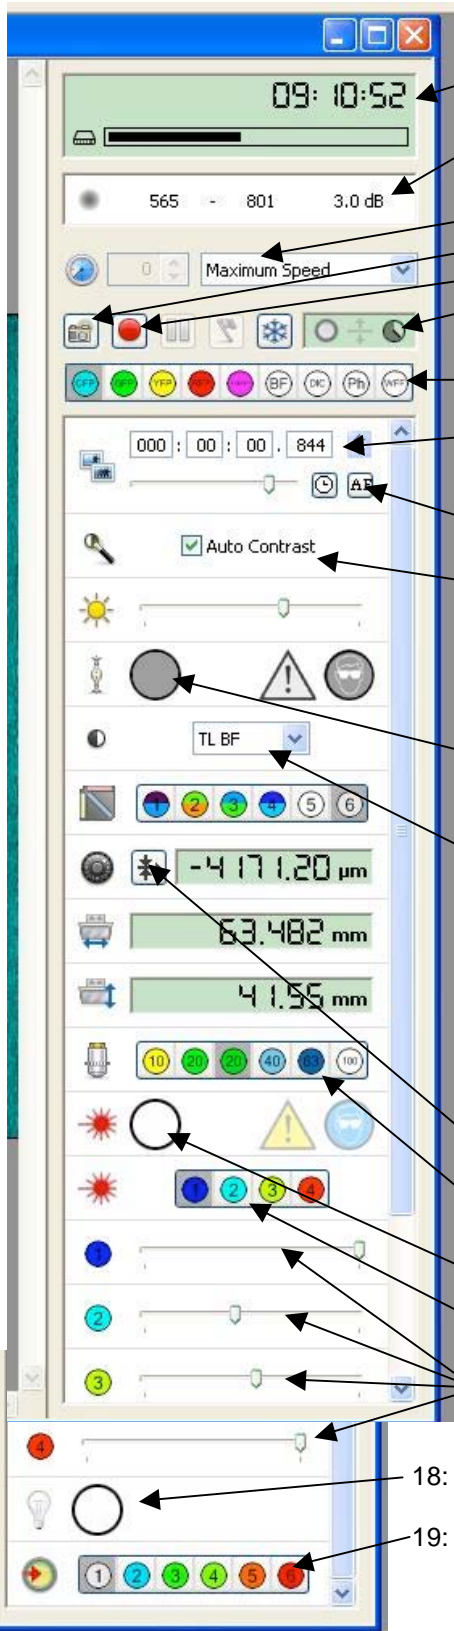 09:10:52
565 - 801 3.0 dB
0 Maximum Speed
CFP GFP YFP RFP BF DIC Ph WFF
000 : 00 : 00 . 844
AF
Auto Contrast
TL BF
1 2 3 4 5 6
-4171.20 µm
63.482 mm
41.55 mm
10 20 20 40 63 100
1 2 3 4
1
2
3
4
18:
19:
1 2 3 4 5 6